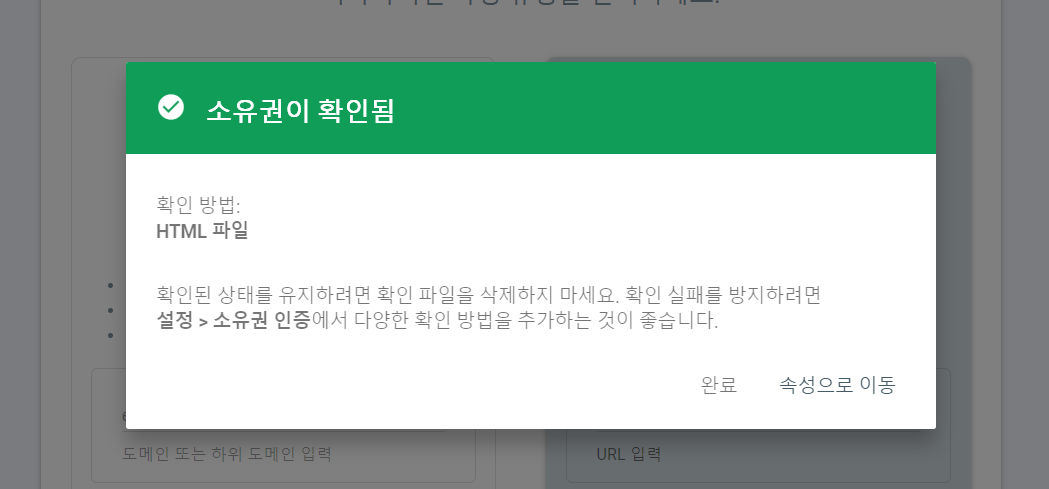 소유권이 확인됨
확인 방법:
HTML 파일
확인된 상태를 유지하려면 확인 파일을 삭제하지 마세요. 확인 실패를 방지하려면
설정 > 소유권 인증에서 다양한 확인 방법을 추가하는 것이 좋습니다.
완료 속성으로 이동
도메인 또는 하위 도메인 입력
URL 입력